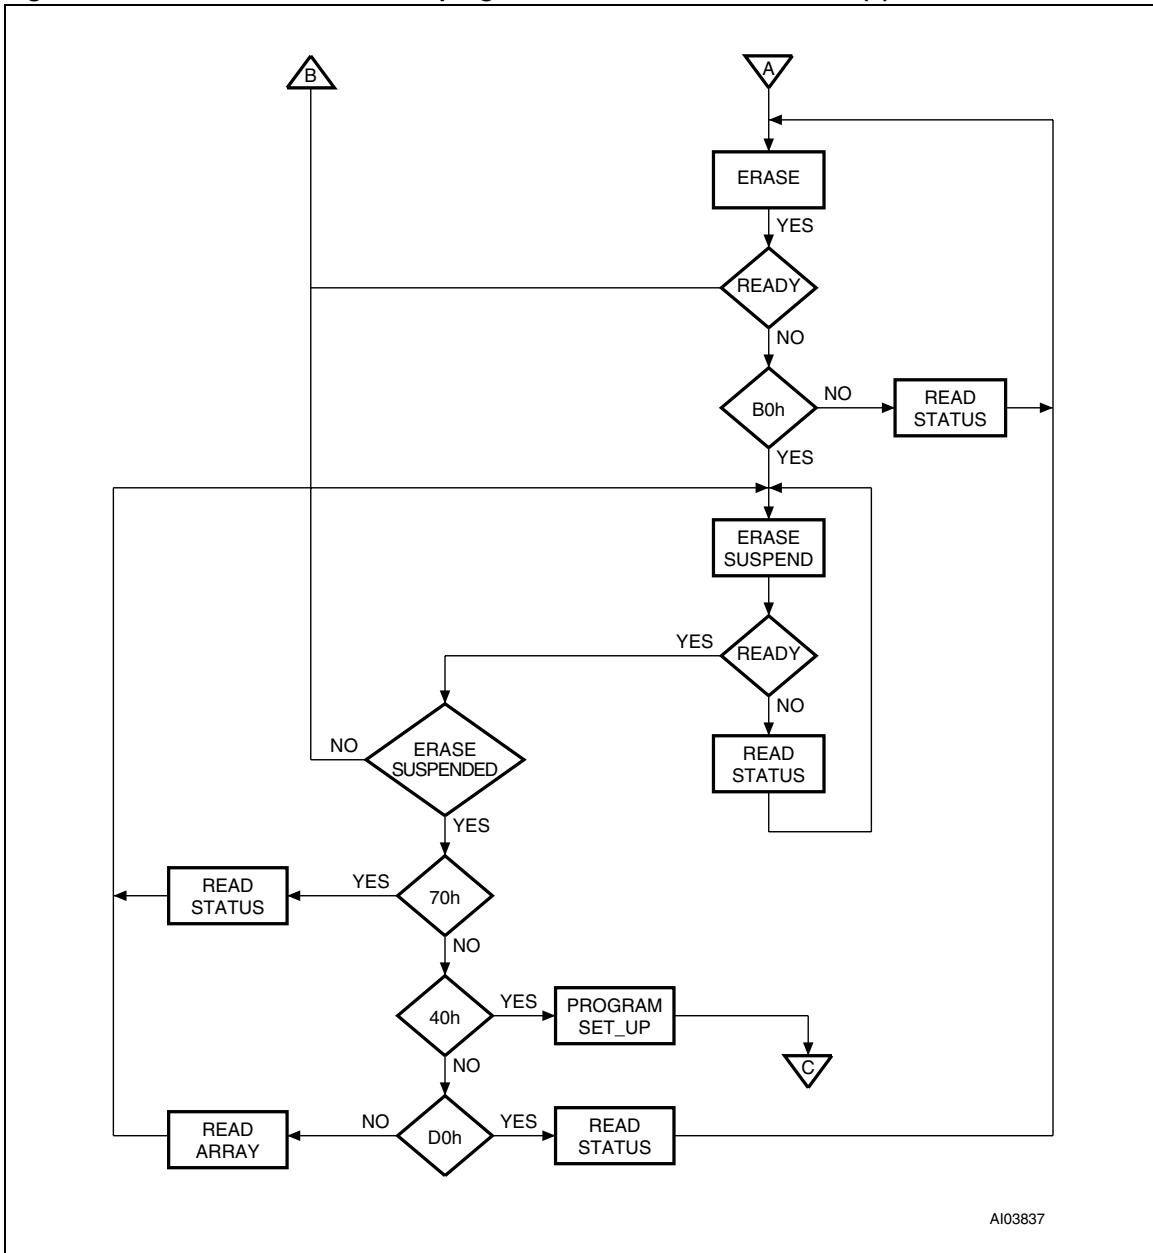 B
A
ERASE
YES
READY
NO
B0h
NO
READ
STATUS
YES
ERASE
SUSPEND
YES
READY
NO
NO
ERASE
SUSPENDED
READ
STATUS
YES
READ
STATUS
YES
70h
NO
40h
YES
PROGRAM
SET_UP
NO
C
READ
ARRAY
NO
D0h
YES
READ
STATUS
AI03837